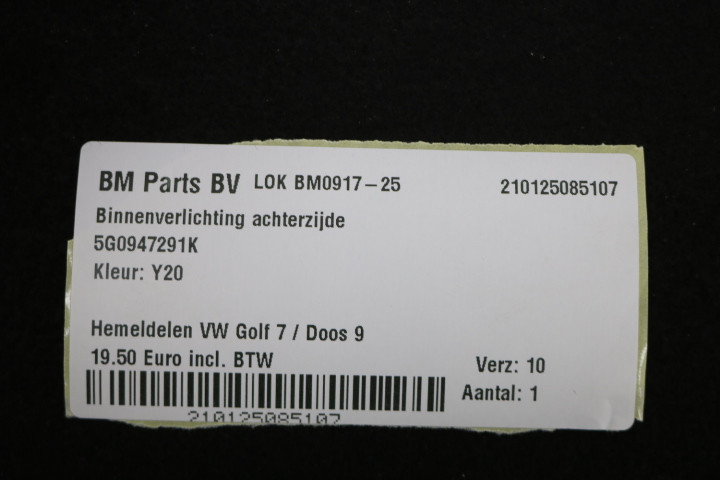 BM Parts BV LOK BM0917-25 210125085107
Binnenverlichting achterzijde
5G0947291K
Kleur: Y20
Hemeldelen VW Golf 7 / Doos 9
19.50 Euro incl. BTW
Verz: 10
Aantal: 1
210125085107